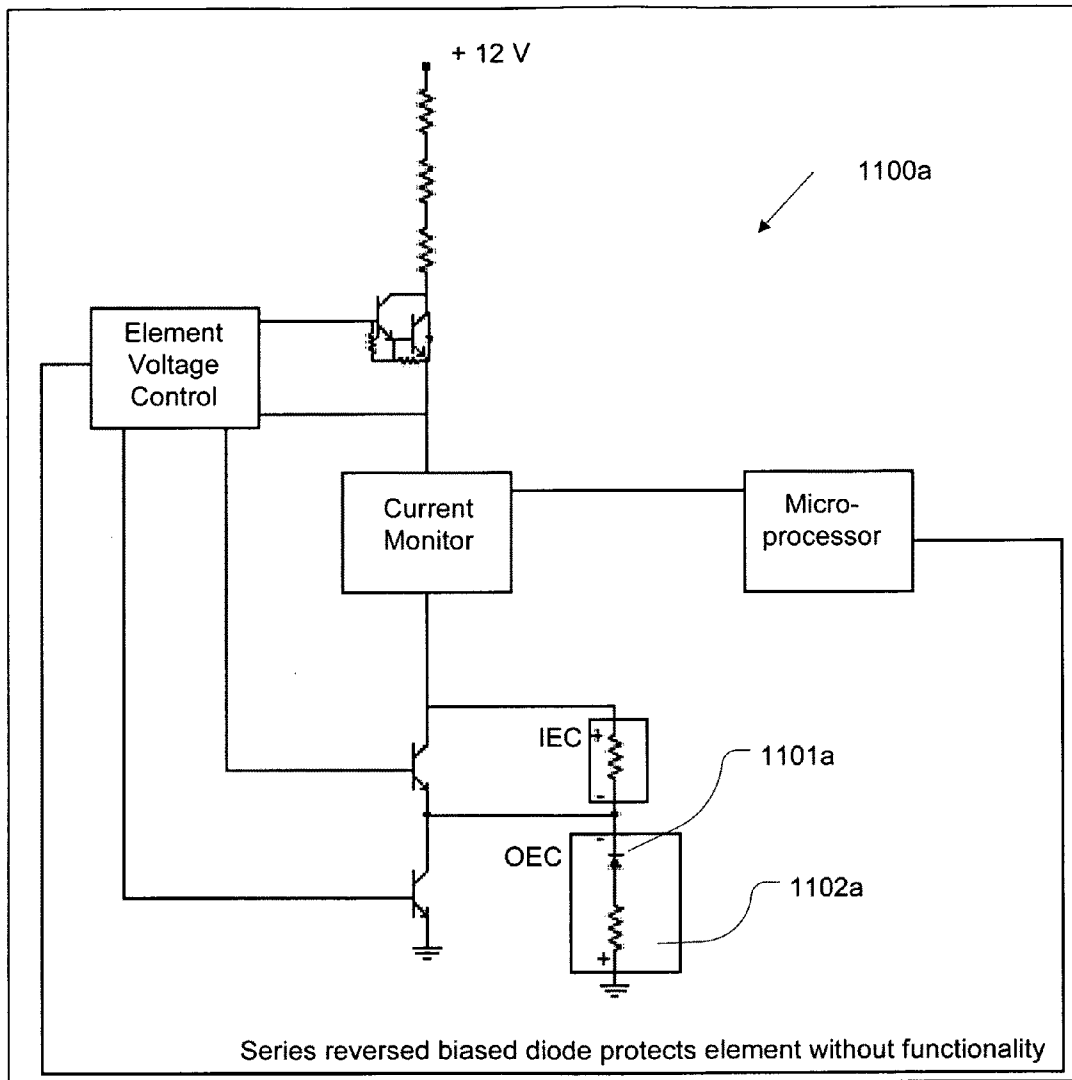 + 12 V
1100a
Element
Voltage
Control
Current
Monitor
Micro-
processor
IEC
+
-
1101a
OEC
-
1102a
+
Series reversed biased diode protects element without functionality